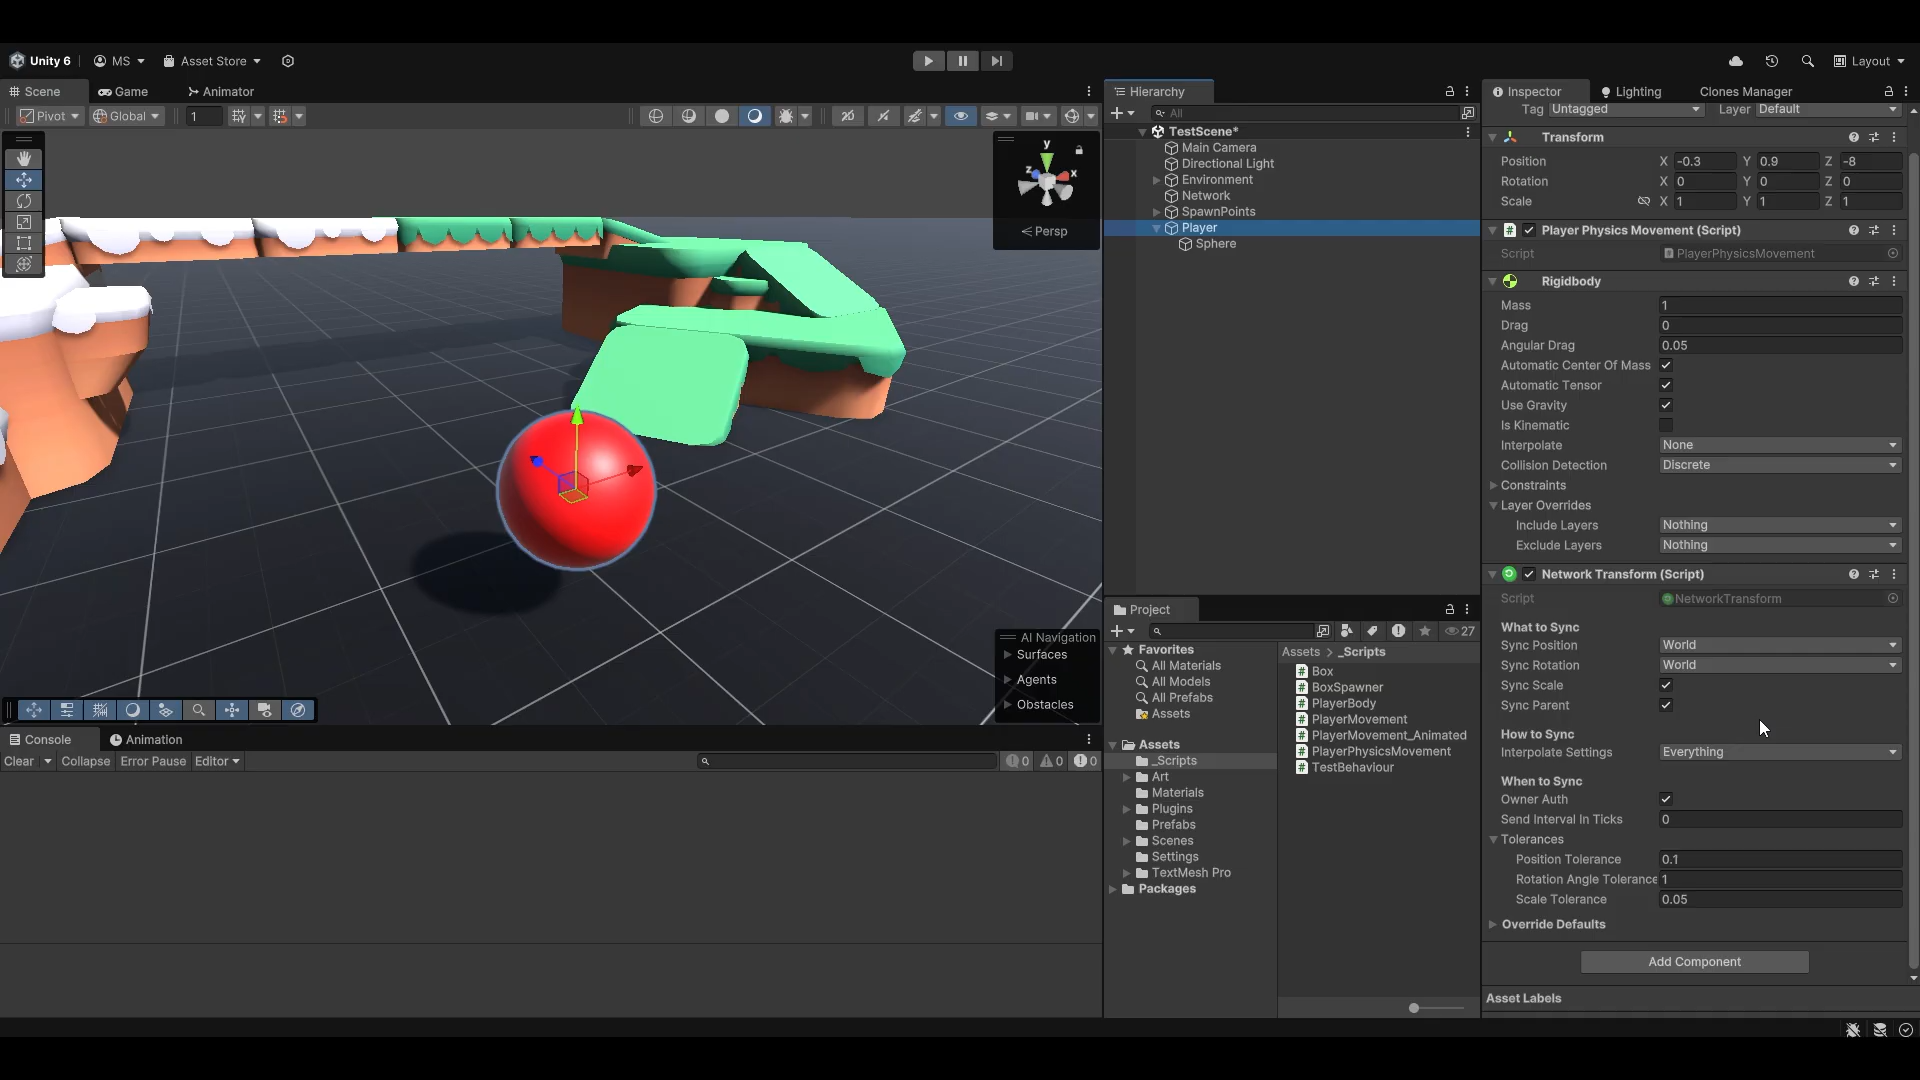 Unity 6 MS Asset Store Layout
Scene Game Animator
Pivot Global 1
y
z x
Persp
AI Navigation
Surfaces
Agents
Obstacles
Console Animation
Clear Collapse Error Pause Editor 0 0 0
Hierarchy
All
TestScene*
Main Camera
Directional Light
Environment
Network
SpawnPoints
Player
Sphere
Project
27
Favorites
All Materials
All Models
All Prefabs
Assets
Assets
_Scripts
Art
Materials
Plugins
Prefabs
Scenes
Settings
TextMesh Pro
Packages
Assets > _Scripts
Box
BoxSpawner
PlayerBody
PlayerMovement
PlayerMovement_Animated
PlayerPhysicsMovement
TestBehaviour
Inspector Lighting Clones Manager
Tag Untagged Layer Default
Transform
Position X -0.3 Y 0.9 Z -8
Rotation X 0 Y 0 Z 0
Scale X 1 Y 1 Z 1
# Player Physics Movement (Script)
Script PlayerPhysicsMovement
Rigidbody
Mass 1
Drag 0
Angular Drag 0.05
Automatic Center Of Mass
Automatic Tensor
Use Gravity
Is Kinematic
Interpolate None
Collision Detection Discrete
Constraints
Layer Overrides
Include Layers Nothing
Exclude Layers Nothing
Network Transform (Script)
Script NetworkTransform
What to Sync
Sync Position World
Sync Rotation World
Sync Scale
Sync Parent
How to Sync
Interpolate Settings Everything
When to Sync
Owner Auth
Send Interval In Ticks 0
Tolerances
Position Tolerance 0.1
Rotation Angle Tolerance 1
Scale Tolerance 0.05
Override Defaults
Add Component
Asset Labels